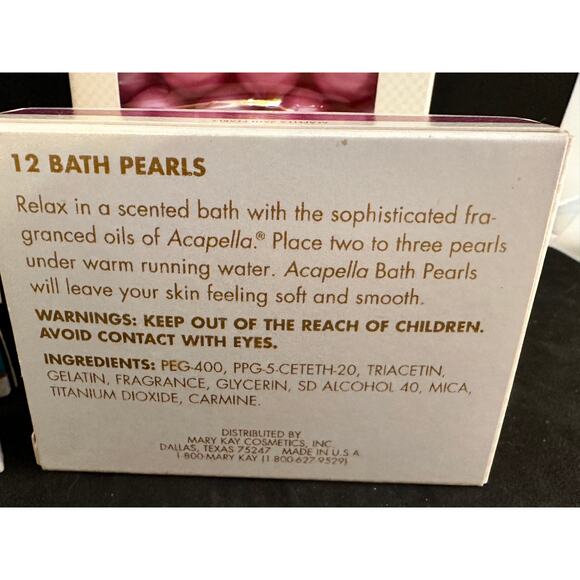 ACAPELLA BATH PEARLS
12 BATH PEARLS
Relax in a scented bath with the sophisticated fra-
granced oils of Acapella.® Place two to three pearls
under warm running water. Acapella Bath Pearls
will leave your skin feeling soft and smooth.
WARNINGS: KEEP OUT OF THE REACH OF CHILDREN.
AVOID CONTACT WITH EYES.
INGREDIENTS: PEG-400, PPG-5-CETETH-20, TRIACETIN,
GELATIN, FRAGRANCE, GLYCERIN, SD ALCOHOL 40, MICA,
TITANIUM DIOXIDE, CARMINE.
DISTRIBUTED BY
MARY KAY COSMETICS, INC.
DALLAS, TEXAS 75247 MADE IN U.S.A.
1-800-MARY KAY (1-800-627-9529)